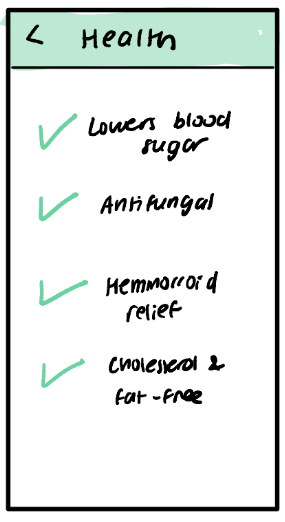 < Health
Lowers blood
sugar
Antifungal
Hemmorroid
relief
Cholesterol &
fat-free